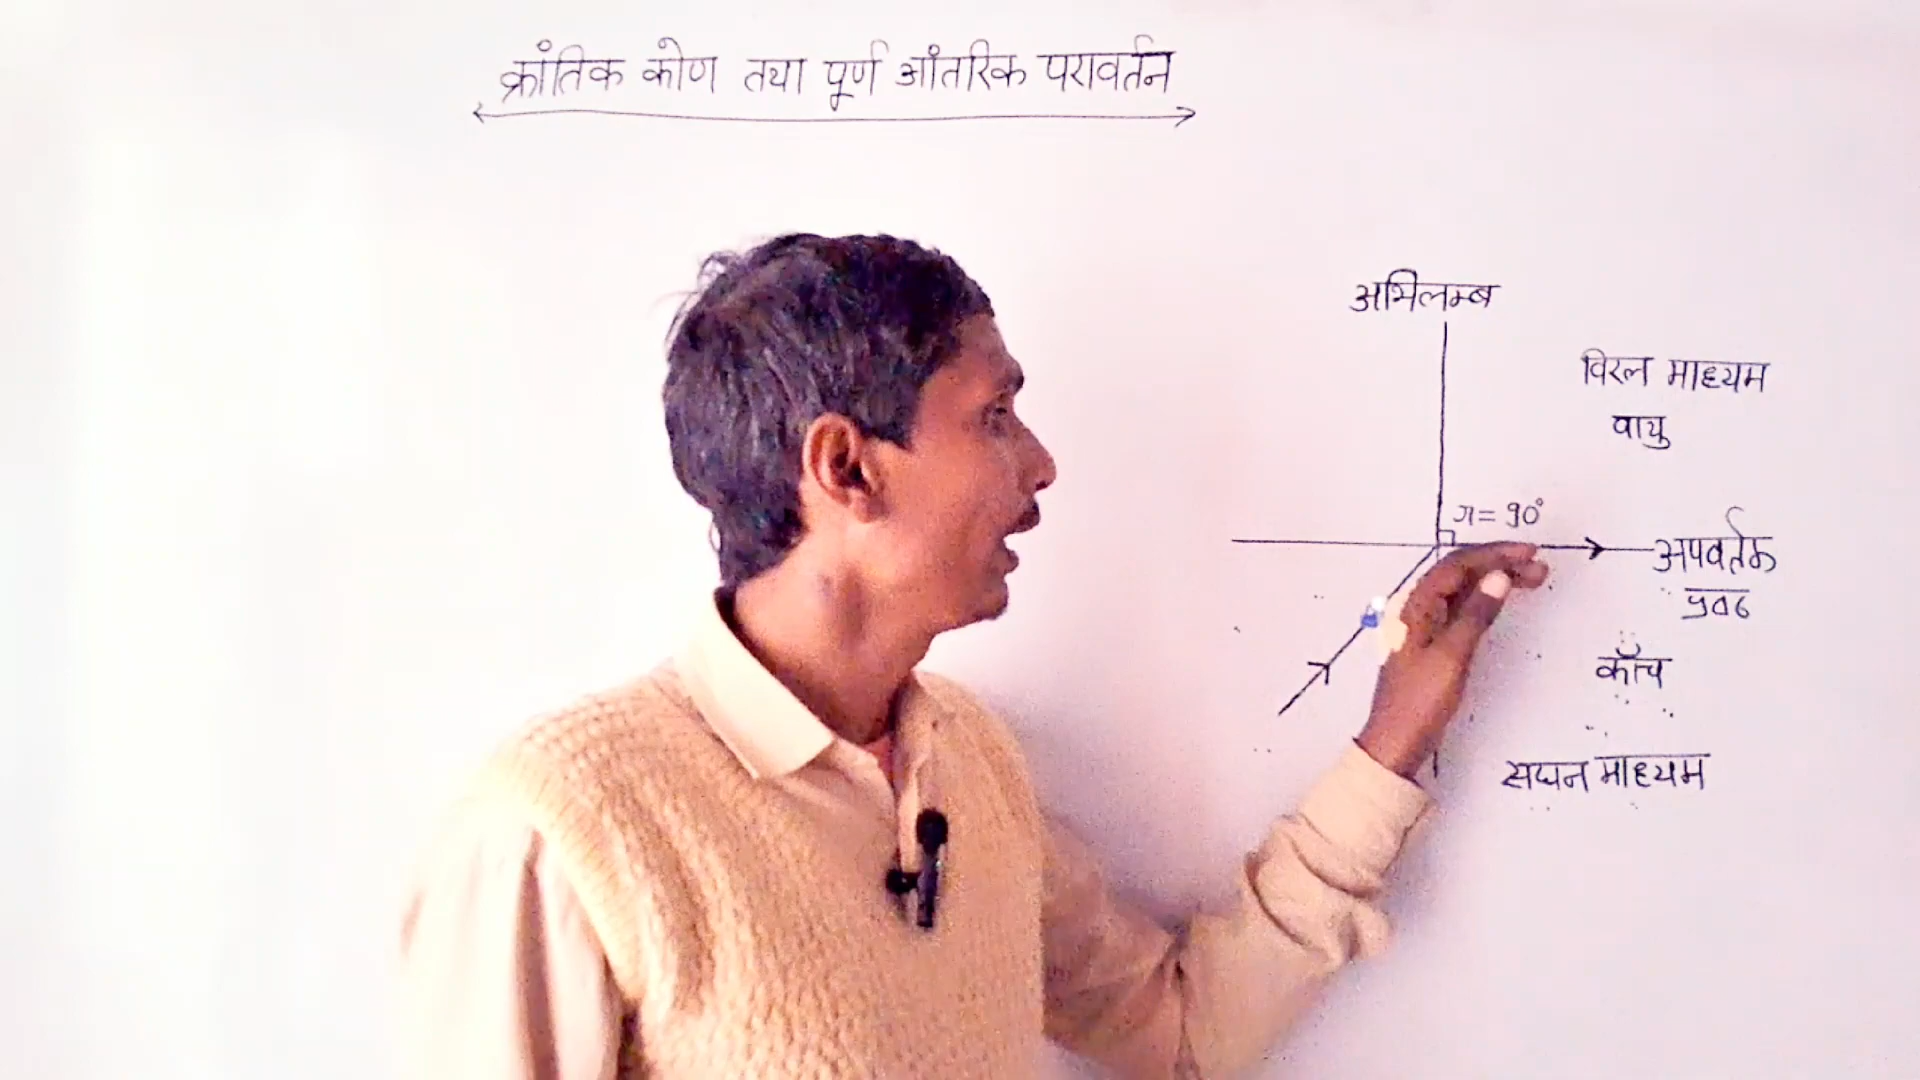 क्रांतिक कोण तथा पूर्ण आंतरिक परावर्तन
अभिलम्ब
विरल माध्यम
वायु
r = 90°
अपवर्तक
पृष्ठ
काँच
सघन माध्यम